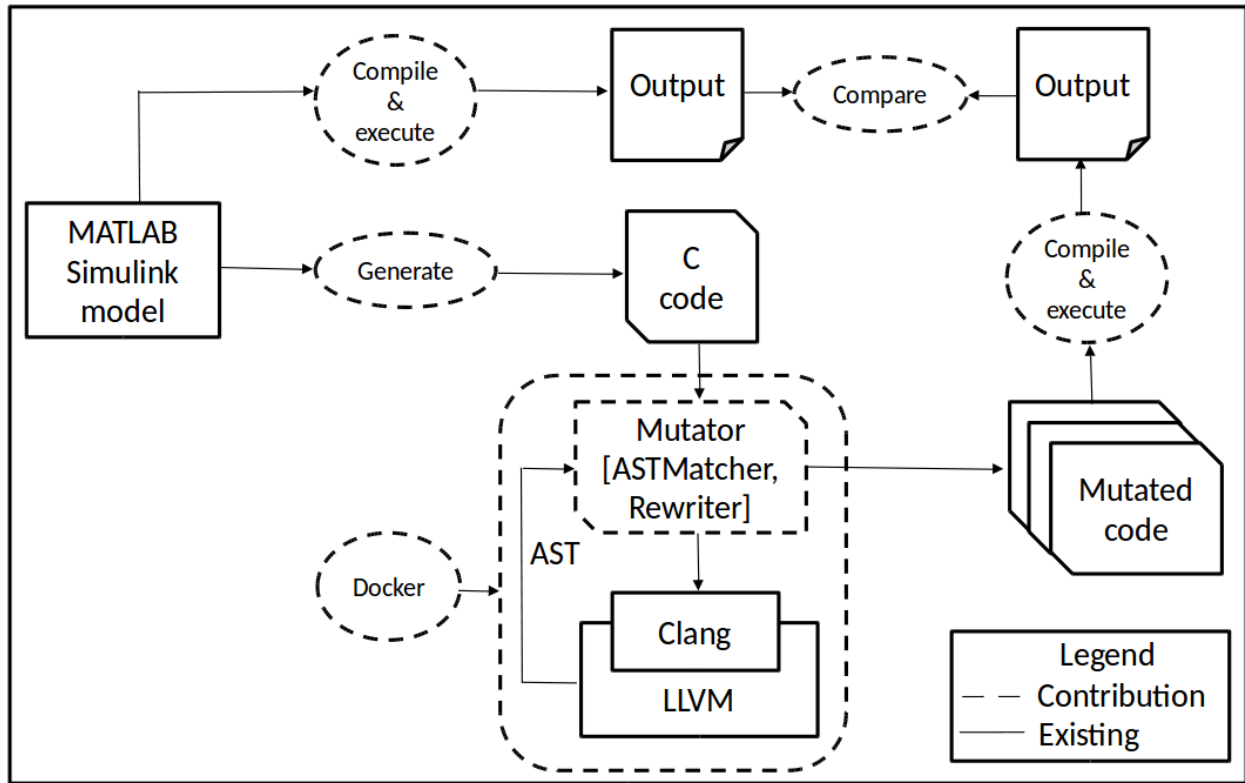 Compile
&
execute
Output
Compare
Output
MATLAB
Simulink
model
Generate
C
code
Compile
&
execute
Mutator
[ASTMatcher,
Rewriter]
Mutated
code
AST
Docker
Clang
LLVM
Legend
Contribution
Existing